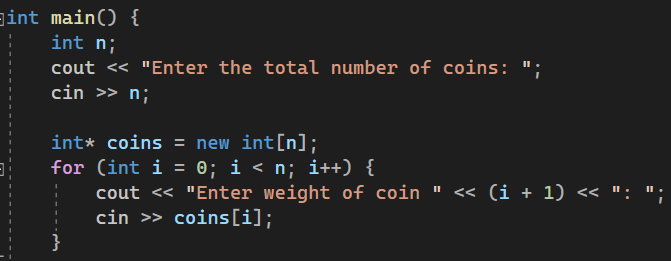 int main() {
    int n;
    cout << "Enter the total number of coins: ";
    cin >> n;

    int* coins = new int[n];
    for (int i = 0; i < n; i++) {
        cout << "Enter weight of coin " << (i + 1) << ": ";
        cin >> coins[i];
    }